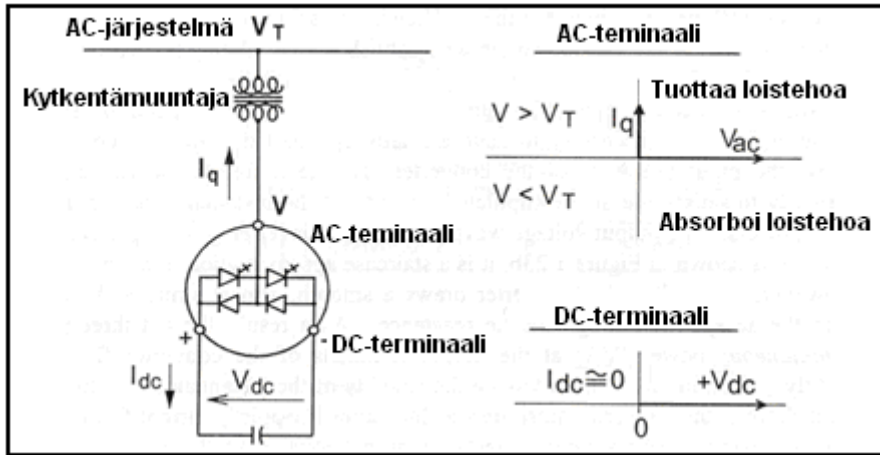 AC-järjestelmä V_T
Kytkentämuuntaja
I_q
V
AC-teminaali
+ -
DC-terminaali
I_dc V_dc
AC-teminaali
Tuottaa loistehoa
V > V_T I_q
V_ac
V < V_T
Absorboi loistehoa
DC-terminaali
I_dc≅0 +V_dc
0